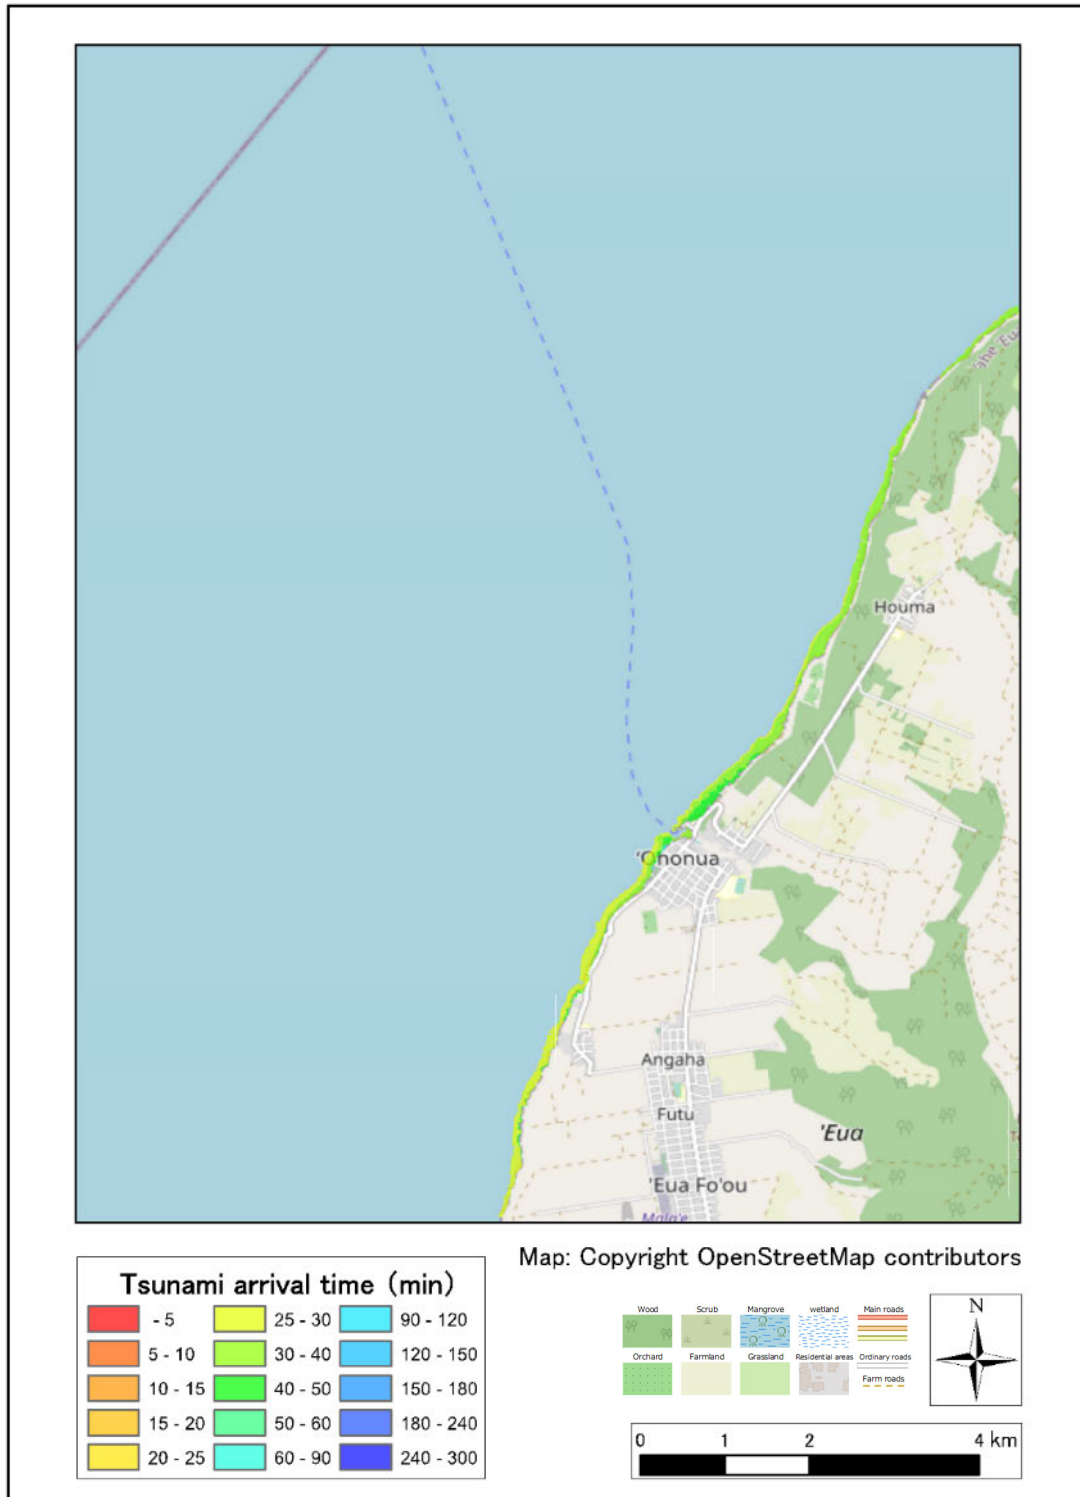 'ahe 'Eu
Houma
'Ohonua
Angaha
Futu
'Eua
'Eua Fo'ou
Mala'e
Map: Copyright OpenStreetMap contributors
Tsunami arrival time (min)
- 5
25 - 30
90 - 120
5 - 10
30 - 40
120 - 150
10 - 15
40 - 50
150 - 180
15 - 20
50 - 60
180 - 240
20 - 25
60 - 90
240 - 300
Wood
Scrub
Mangrove
wetland
Main roads
Orchard
Farmland
Grassland
Residential areas
Ordinary roads
Farm roads
N
0 1 2 4 km